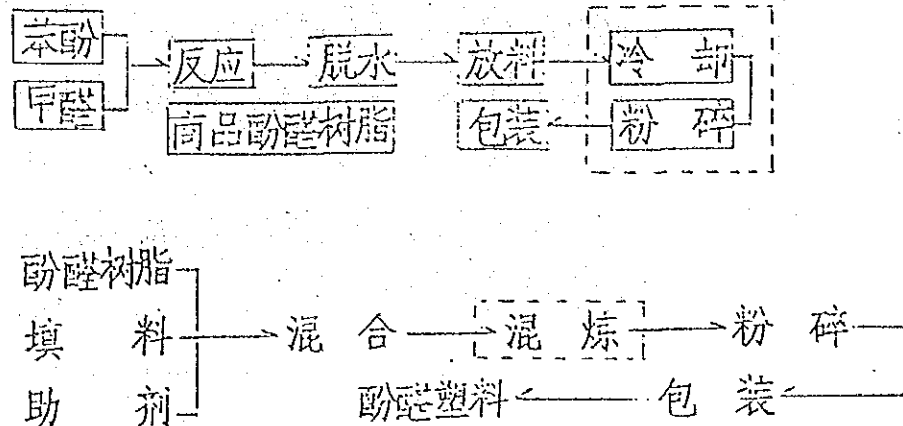 苯酚
反应 脱水 放料 冷却
甲醛
商品酚醛树脂 包装 粉碎
酚醛树脂
填料 混合 混炼 粉碎
助剂 酚醛塑料 包装